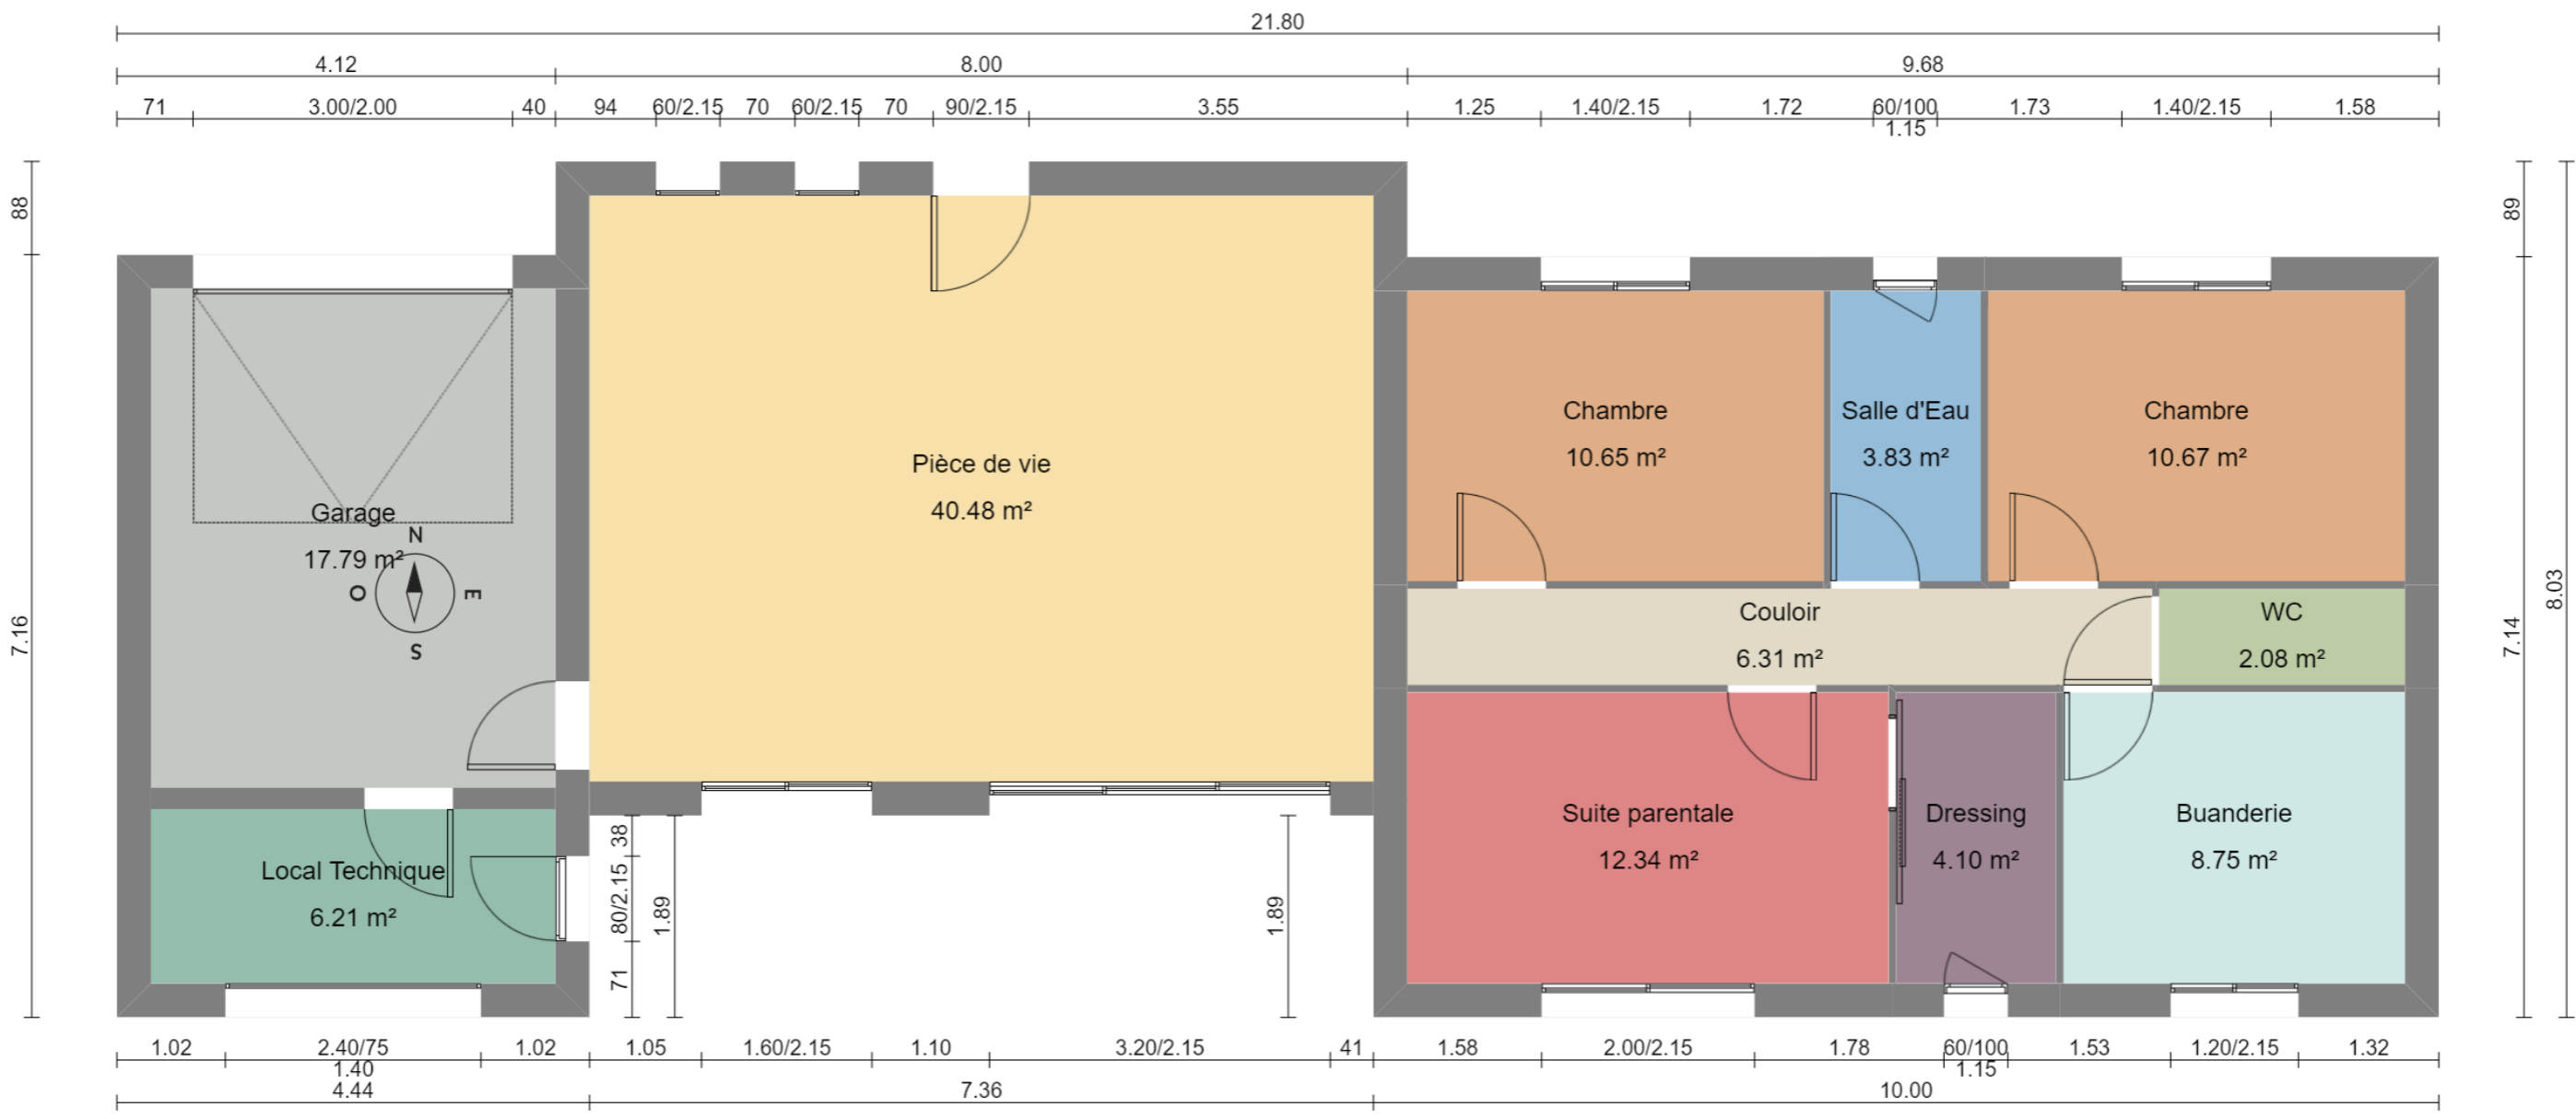 21.80
4.12 8.00 9.68
71 3.00/2.00 40 94 60/2.15 70 60/2.15 70 90/2.15 3.55 1.25 1.40/2.15 1.72 60/100 1.73 1.40/2.15 1.58
1.15
88
89
Chambre
10.65 m²
Salle d'Eau
3.83 m²
Chambre
10.67 m²
Pièce de vie
40.48 m²
Garage
17.79 m²
N
O
E
S
7.16
8.03
7.14
Couloir
6.31 m²
WC
2.08 m²
Suite parentale
12.34 m²
Dressing
4.10 m²
Buanderie
8.75 m²
Local Technique
6.21 m²
38
80/2.15
71
1.89
1.89
1.02 2.40/75 1.02 1.05 1.60/2.15 1.10 3.20/2.15 41 1.58 2.00/2.15 1.78 60/100 1.53 1.20/2.15 1.32
1.40 1.15
4.44 7.36 10.00